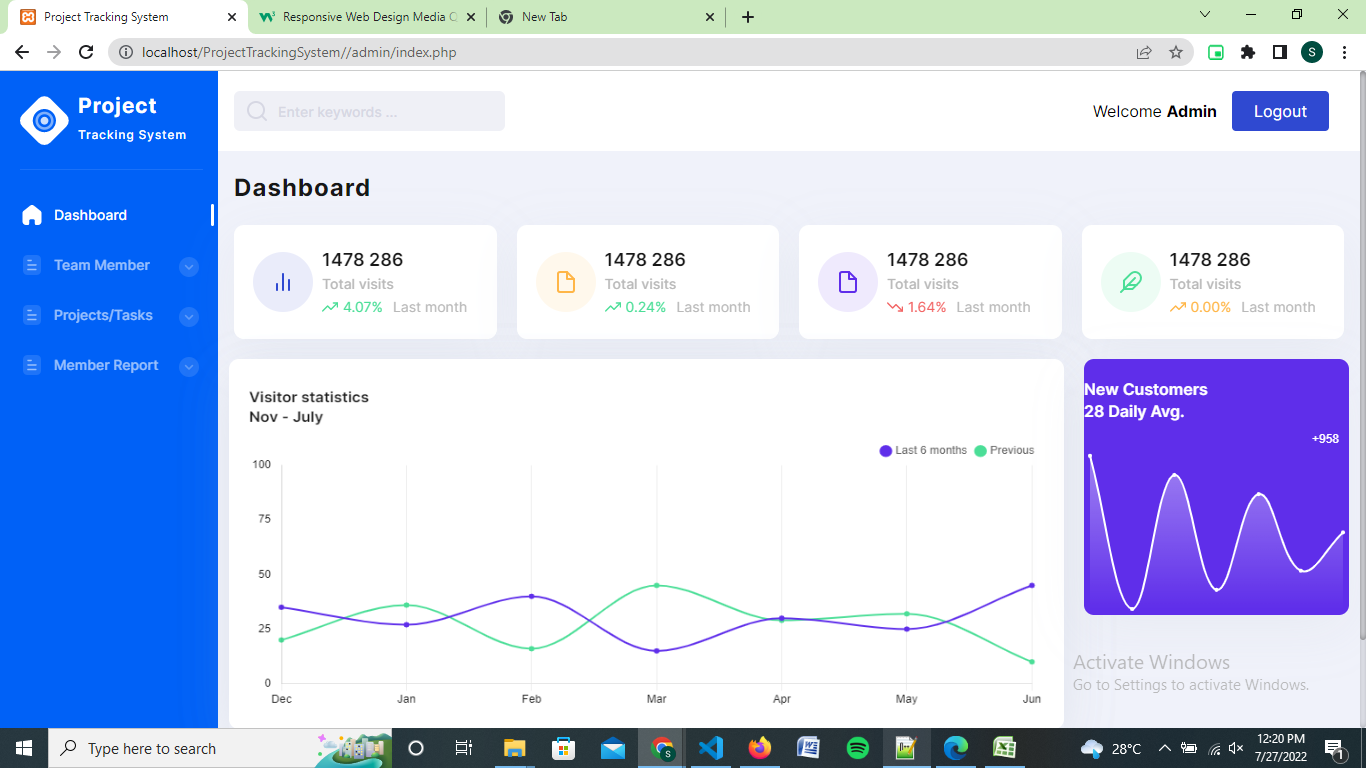 Project Tracking System
Responsive Web Design Media Q
New Tab
localhost/ProjectTrackingSystem//admin/index.php
S
Project
Tracking System
Enter keywords ...
Welcome Admin
Logout
Dashboard
Dashboard
Team Member
Projects/Tasks
Member Report
1478 286
Total visits
4.07% Last month
1478 286
Total visits
0.24% Last month
1478 286
Total visits
1.64% Last month
1478 286
Total visits
0.00% Last month
Visitor statistics
Nov - July
Last 6 months
Previous
100
75
50
25
0
Dec Jan Feb Mar Apr May Jun
New Customers
28 Daily Avg.
+958
Activate Windows
Go to Settings to activate Windows.
Type here to search
28°C
12:20 PM
7/27/2022
1